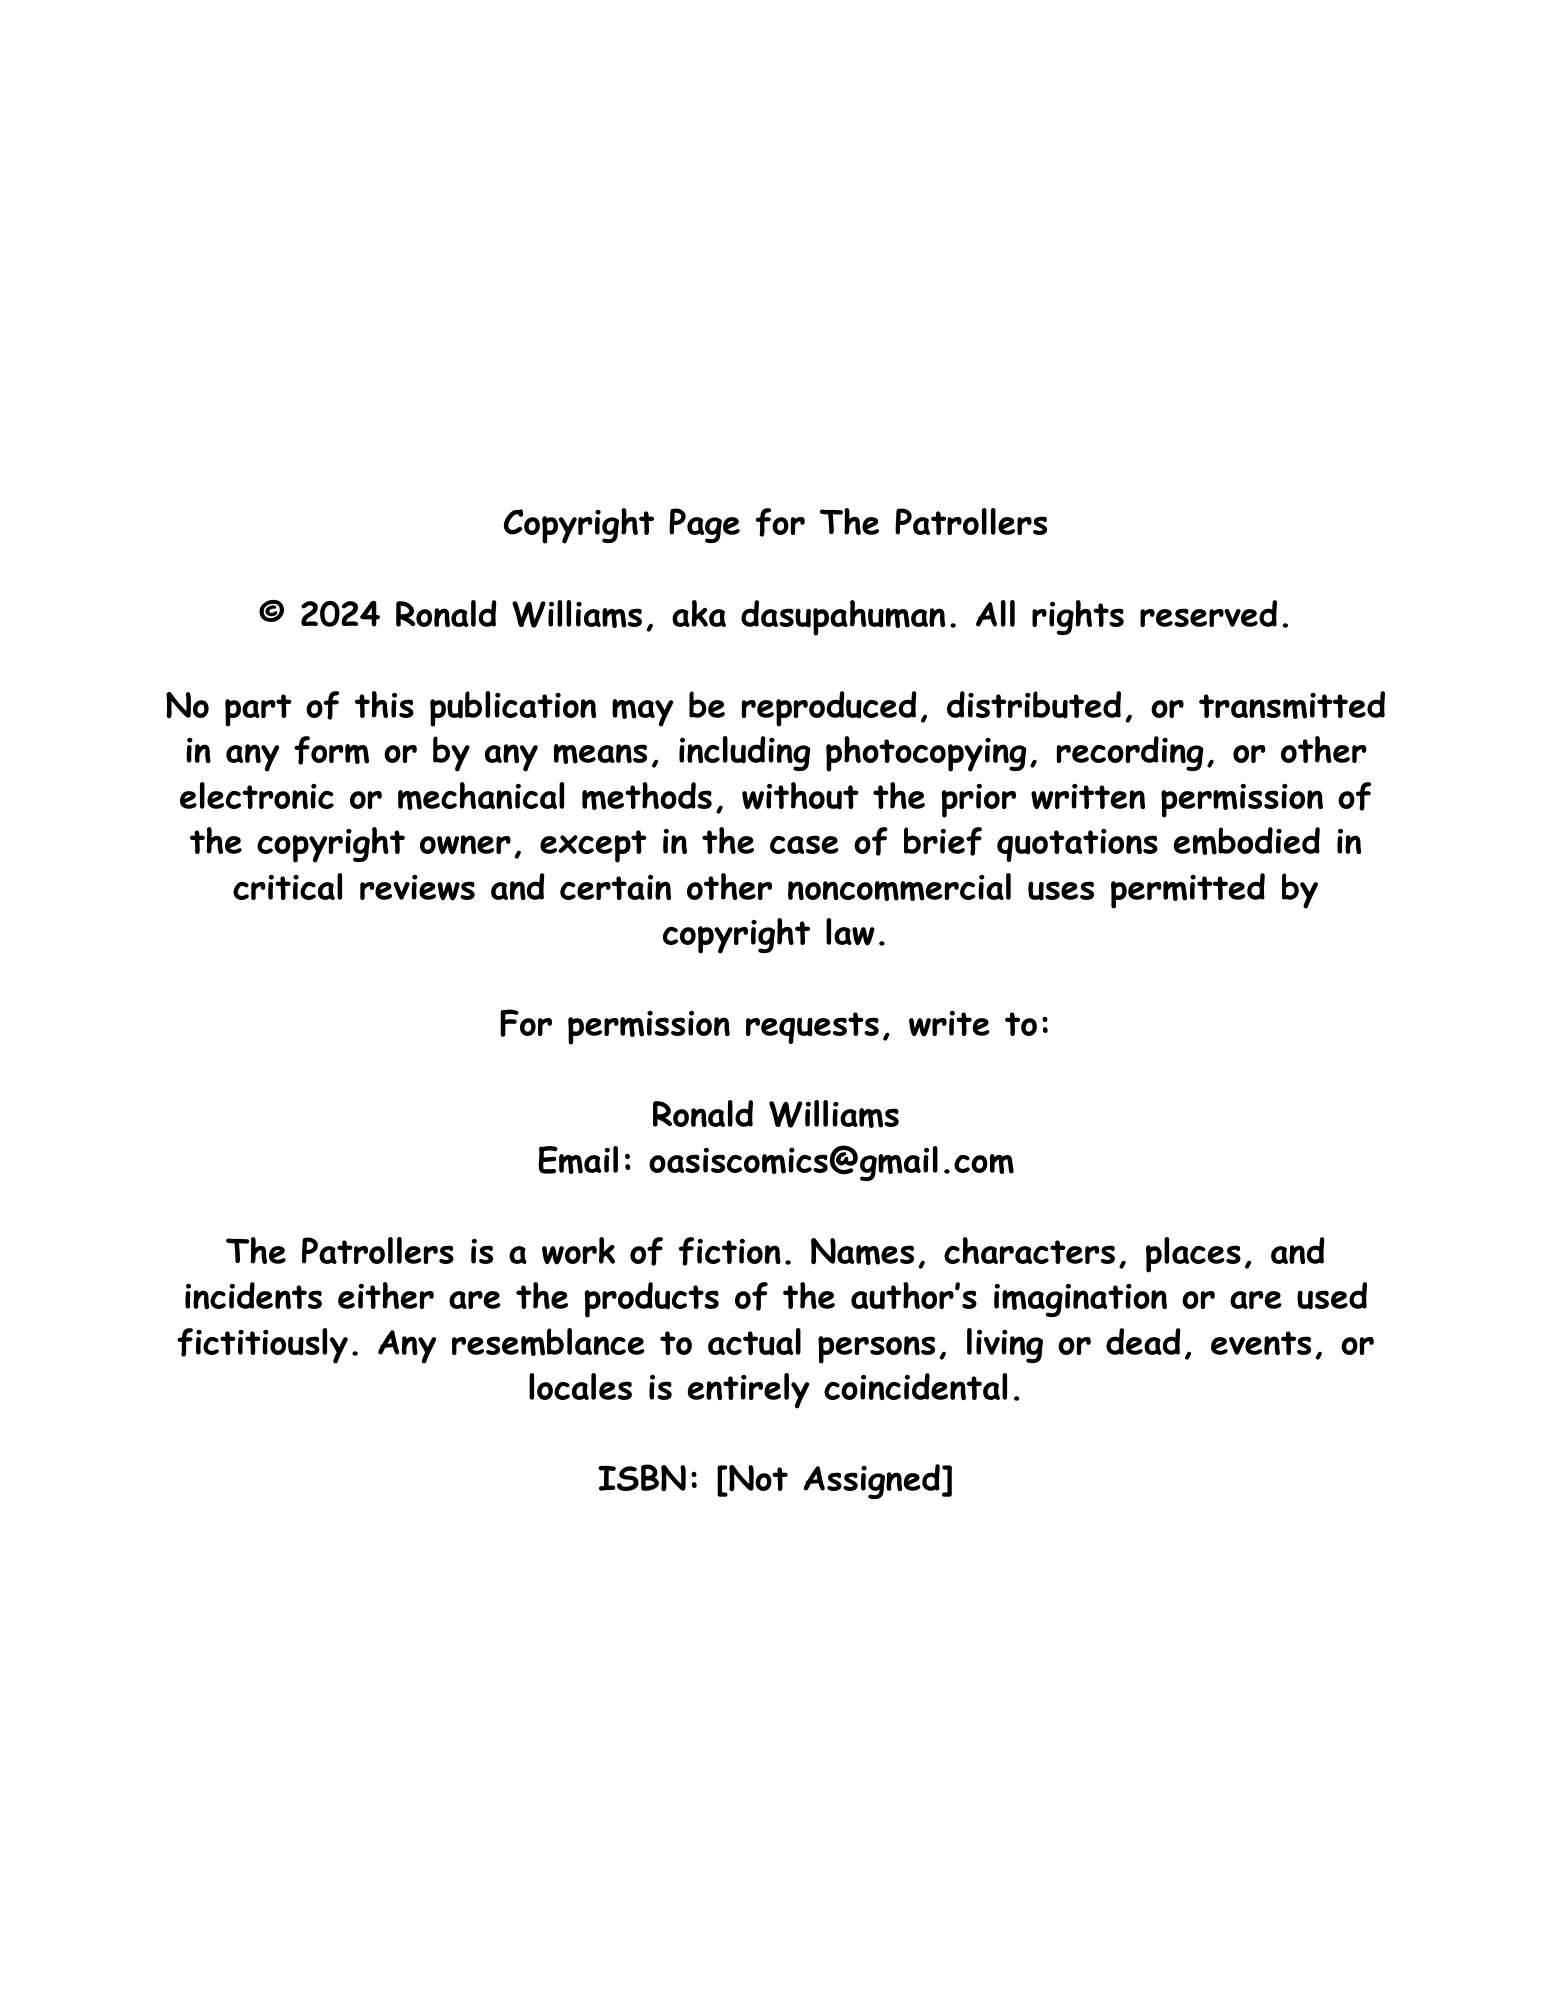 Copyright Page for The Patrollers
© 2024 Ronald Williams, aka dasupahuman. All rights reserved.
No part of this publication may be reproduced, distributed, or transmitted
in any form or by any means, including photocopying, recording, or other
electronic or mechanical methods, without the prior written permission of
the copyright owner, except in the case of brief quotations embodied in
critical reviews and certain other noncommercial uses permitted by
copyright law.
For permission requests, write to:
Ronald Williams
Email: oasiscomics@gmail.com
The Patrollers is a work of fiction. Names, characters, places, and
incidents either are the products of the author’s imagination or are used
fictitiously. Any resemblance to actual persons, living or dead, events, or
locales is entirely coincidental.
ISBN: [Not Assigned]